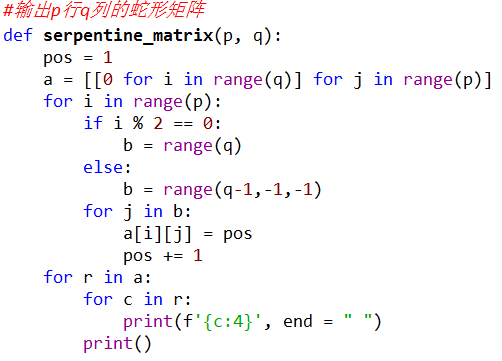 #输出p行q列的蛇形矩阵
def serpentine_matrix(p, q):
    pos = 1
    a = [[0 for i in range(q)] for j in range(p)]
    for i in range(p):
        if i % 2 == 0:
            b = range(q)
        else:
            b = range(q-1,-1,-1)
        for j in b:
            a[i][j] = pos
            pos += 1
    for r in a:
        for c in r:
            print(f'{c:4}', end = " ")
        print()